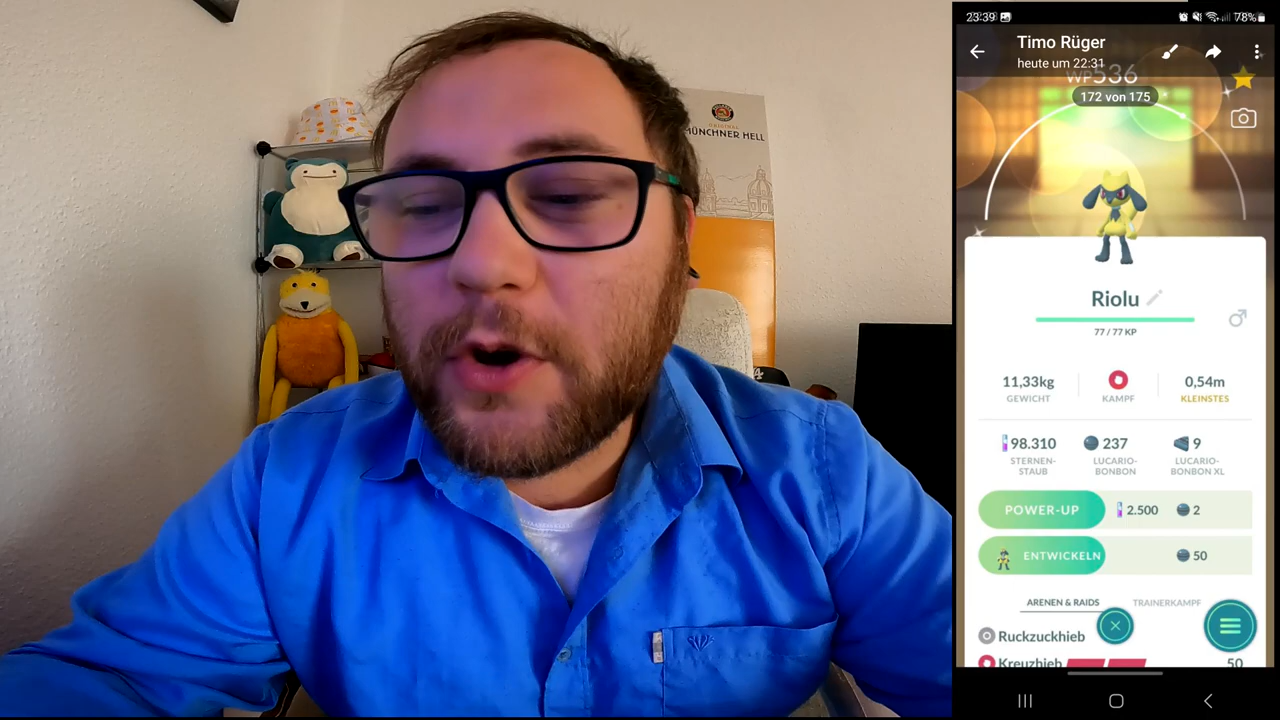 MÜNCHNER HELL
23:39
78%
Timo Rüger
heute um 22:31
WP536
172 von 175
Riolu
77 / 77 KP
11,33kg
GEWICHT
KAMPF
0,54m
KLEINSTES
98.310
STERNEN-
STAUB
237
LUCARIO-
BONBON
9
LUCARIO-
BONBON XL
POWER-UP
2.500
2
ENTWICKELN
50
ARENEN & RAIDS
TRAINERKAMPF
Ruckzuckhieb
Kreuzhieb
50